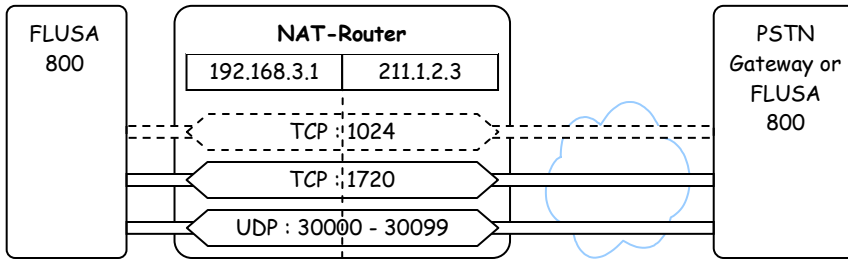 FLUSA
800
NAT-Router
192.168.3.1
211.1.2.3
TCP : 1024
TCP : 1720
UDP : 30000 - 30099
PSTN
Gateway or
FLUSA
800